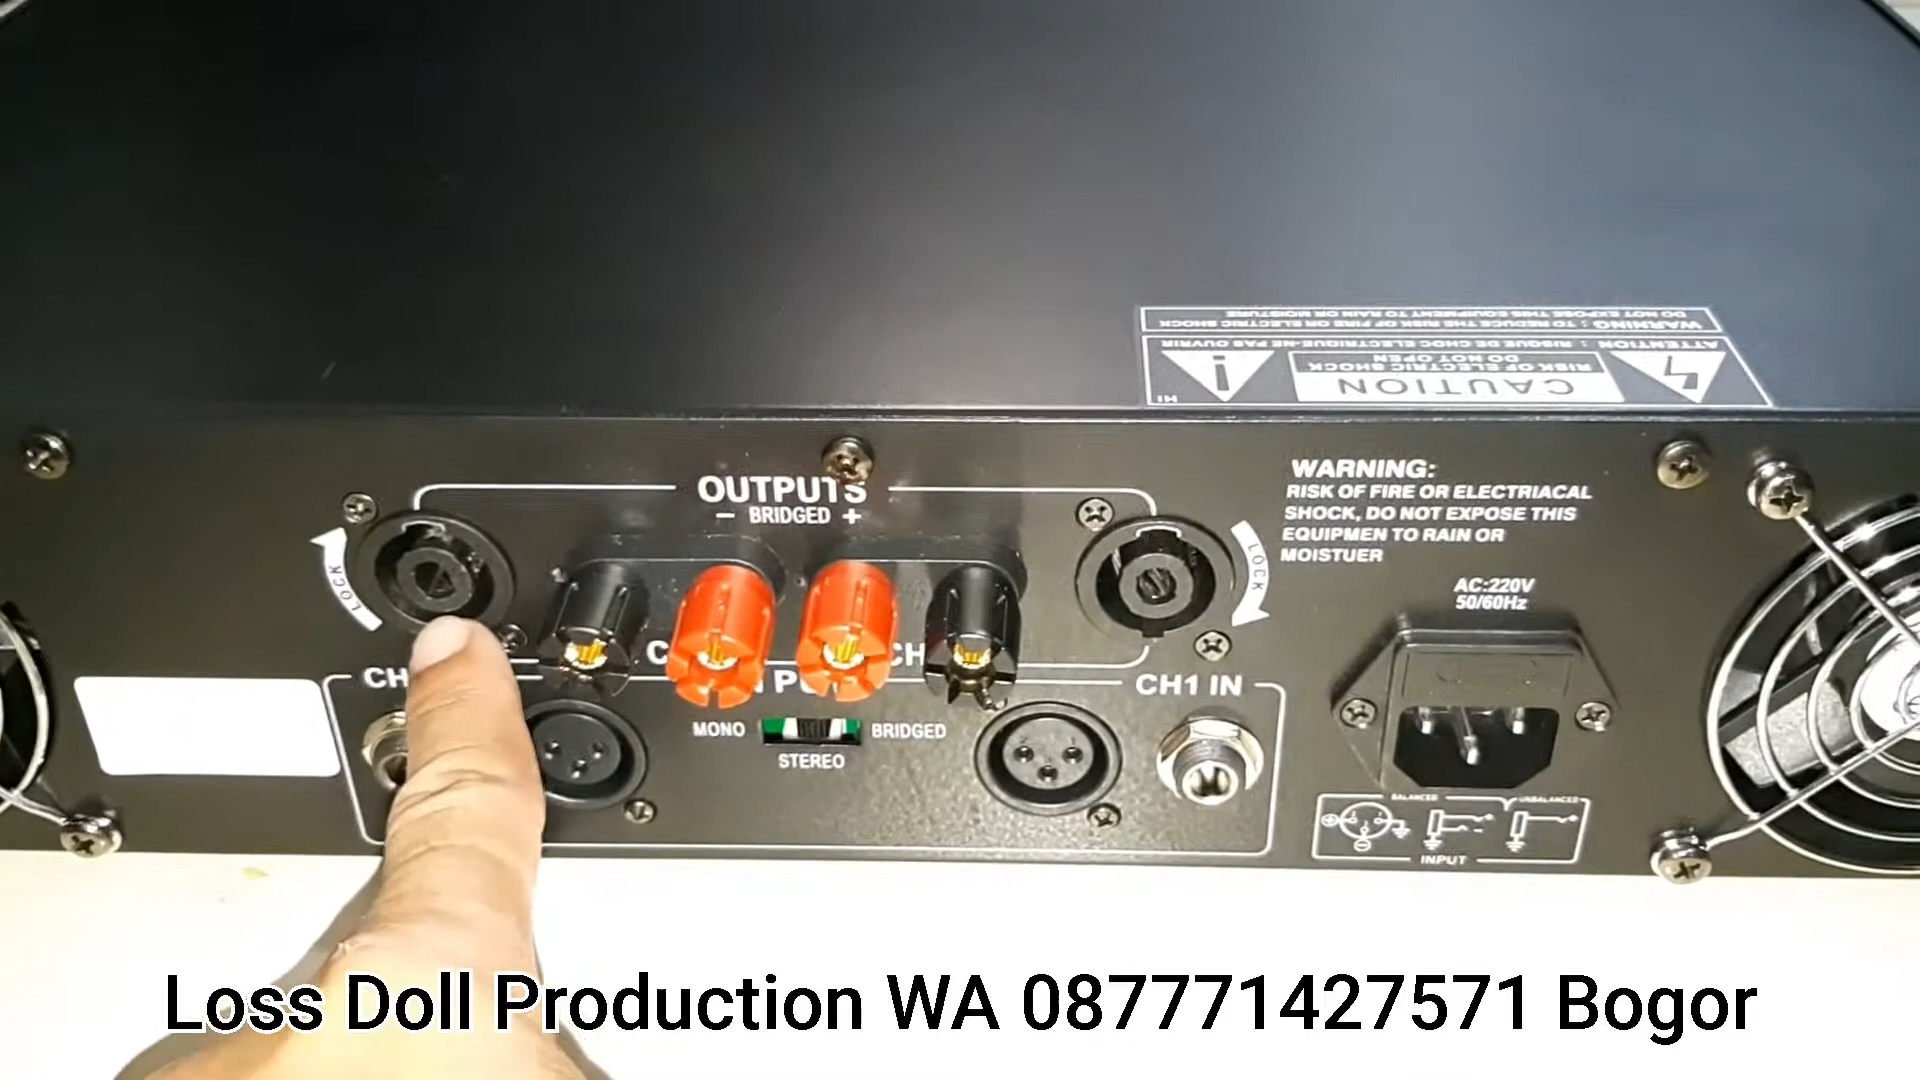 WARNING : TO REDUCE THE RISK OF FIRE OR ELECTRIC SHOCK
DO NOT EXPOSE THIS EQUIPMENT TO RAIN OR MOISTURE
ATTENTION : RISQUE DE CHOC ELECTRIQUE-NE PAS OUVRIR
CAUTION
RISK OF ELECTRIC SHOCK
DO NOT OPEN
OUTPUTS
– BRIDGED +
LOCK
LOCK
WARNING:
RISK OF FIRE OR ELECTRIACAL
SHOCK, DO NOT EXPOSE THIS
EQUIPMEN TO RAIN OR
MOISTUER
AC:220V
50/60Hz
CH1 IN
MONO
BRIDGED
STEREO
BALANCED
UNBALANCED
INPUT
Loss Doll Production WA 087771427571 Bogor